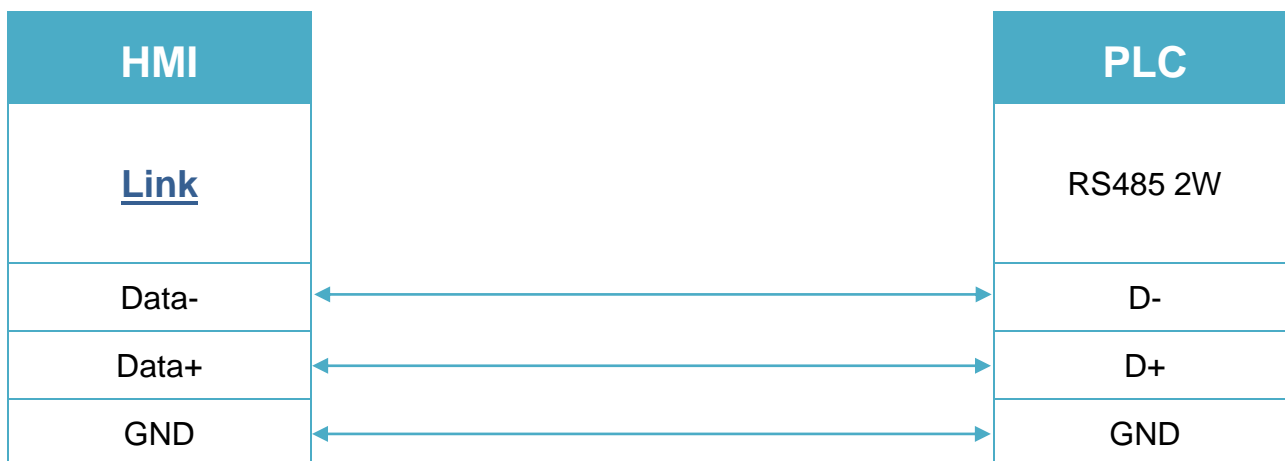 HMI
PLC
Link
RS485 2W
Data-
D-
Data+
D+
GND
GND